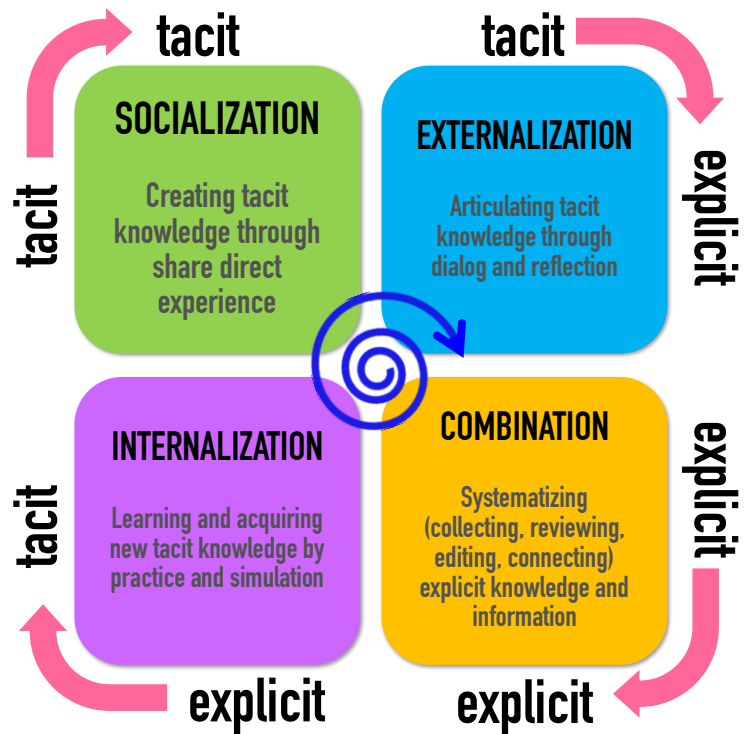 tacit
tacit
tacit
SOCIALIZATION
Creating tacit
knowledge through
share direct
experience
EXTERNALIZATION
Articulating tacit
knowledge through
dialog and reflection
explicit
INTERNALIZATION
Learning and acquiring
new tacit knowledge by
practice and simulation
COMBINATION
Systematizing
(collecting, reviewing,
editing, connecting)
explicit knowledge and
information
explicit
tacit
explicit
explicit